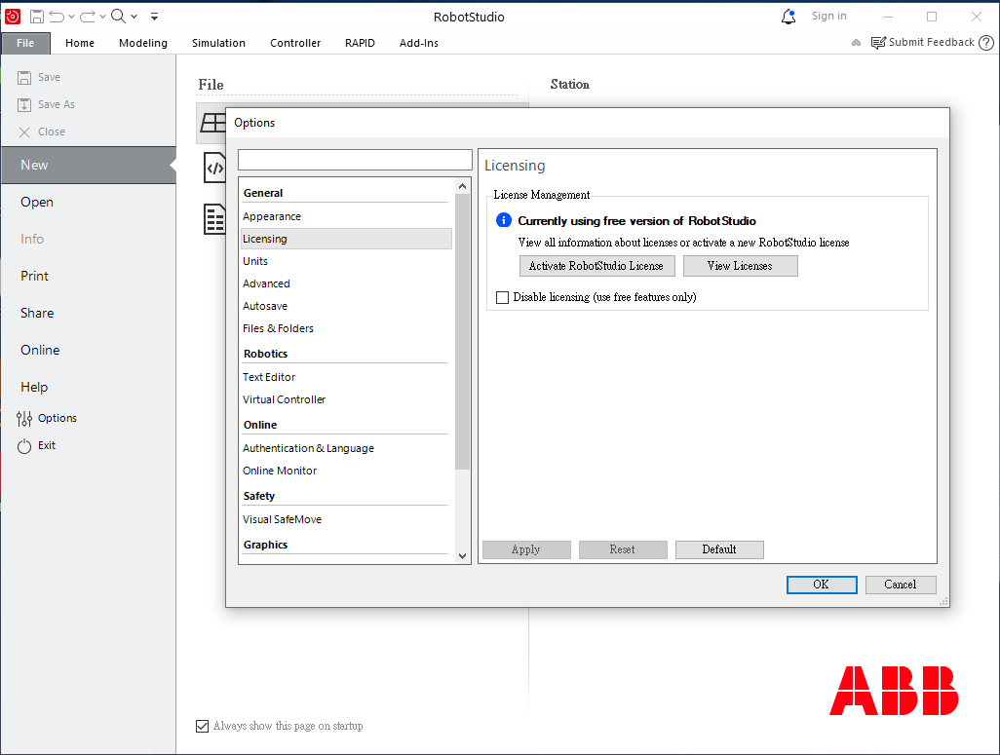 RobotStudio
Sign in
File Home Modeling Simulation Controller RAPID Add-Ins
Submit Feedback
Save
Save As
Close
New
Open
Info
Print
Share
Online
Help
Options
Exit
File
Station
Options
General
Appearance
Licensing
Units
Advanced
Autosave
Files & Folders
Robotics
Text Editor
Virtual Controller
Online
Authentication & Language
Online Monitor
Safety
Visual SafeMove
Graphics
Licensing
License Management
Currently using free version of RobotStudio
View all information about licenses or activate a new RobotStudio license
Activate RobotStudio License View Licenses
Disable licensing (use free features only)
Apply Reset Default
OK Cancel
Always show this page on startup
ABB